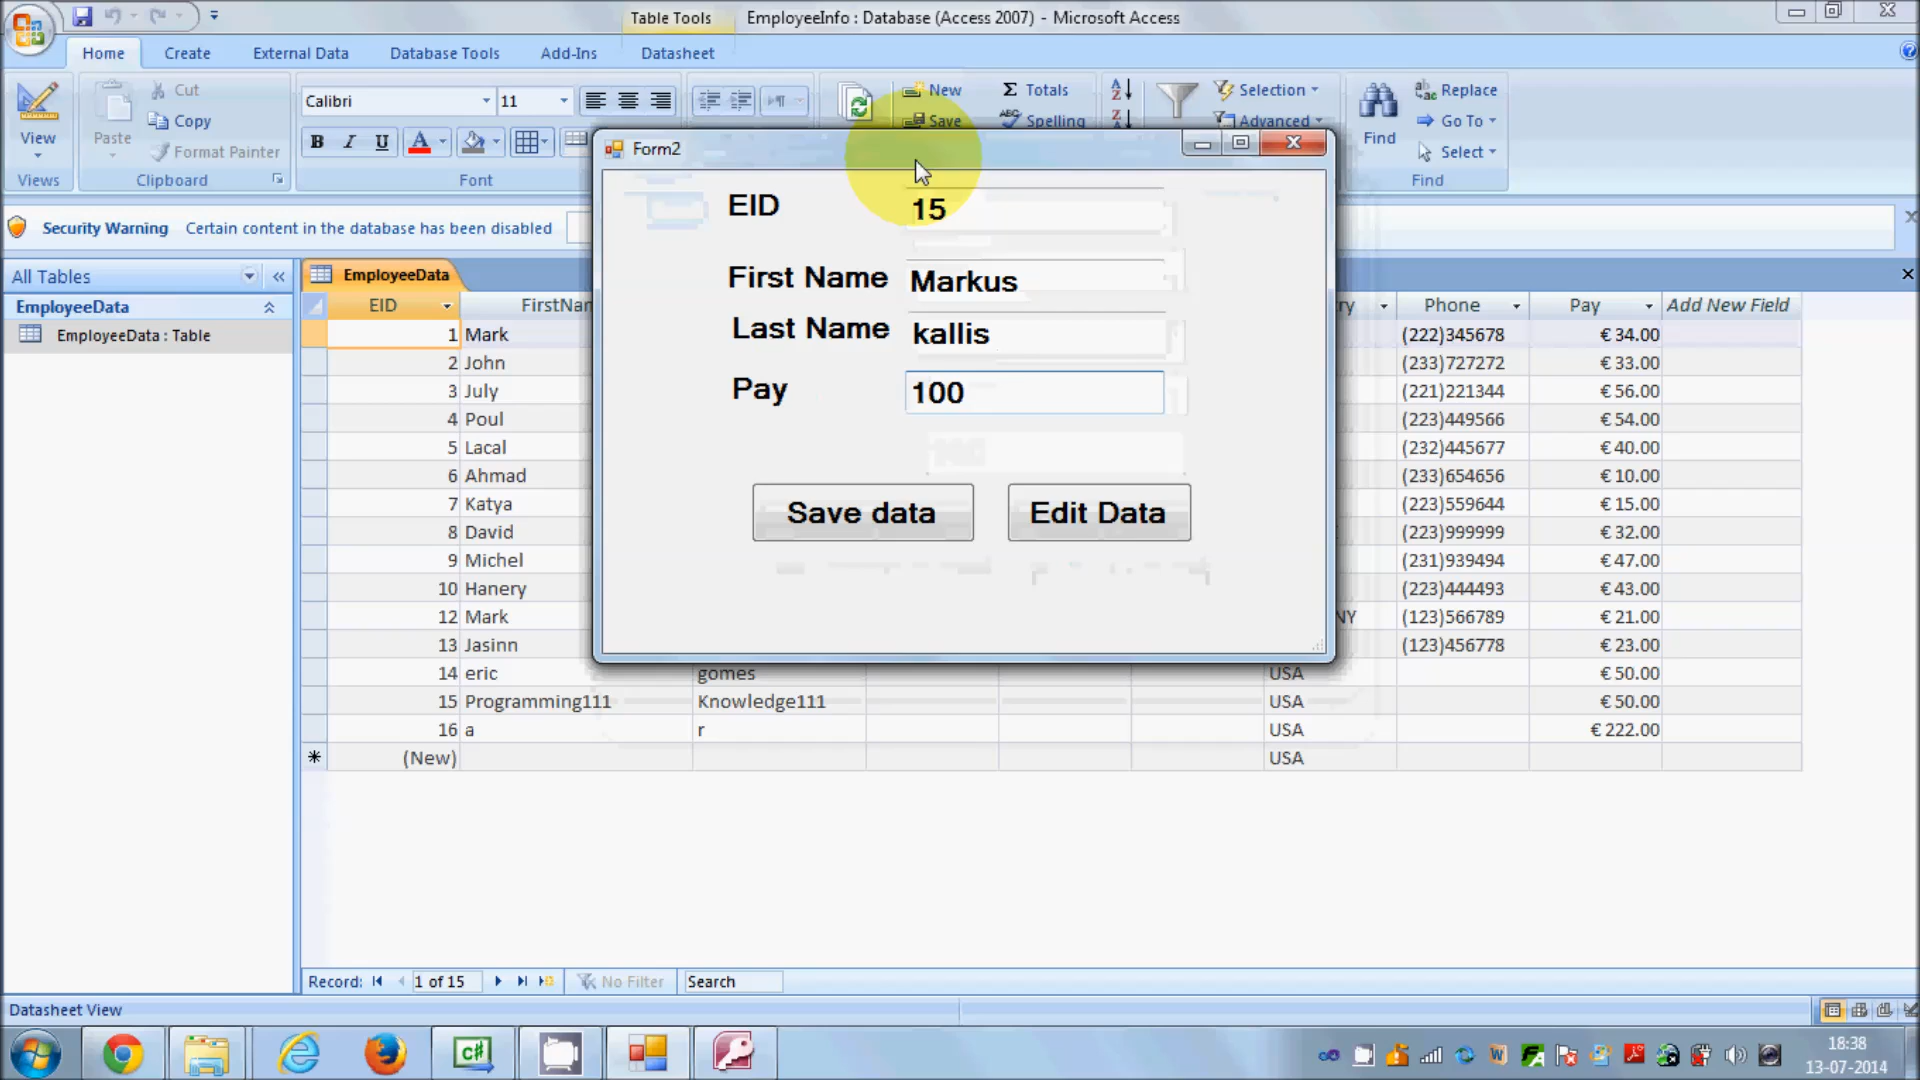 Table Tools
EmployeeInfo : Database (Access 2007) - Microsoft Access
Home
Create
External Data
Database Tools
Add-Ins
Datasheet
View
Views
Paste
Cut
Copy
Format Painter
Clipboard
Calibri
11
B I U A
Font
New
Save
Σ Totals
ABC Spelling
A Z
Z
Selection
Advanced
Find
Replace
Go To
Select
Find
Security Warning Certain content in the database has been disabled
All Tables
EmployeeData
EmployeeData : Table
EmployeeData
Form2
EID
15
First Name
Markus
Last Name
kallis
Pay
100
Save data
Edit Data
EID FirstNam ry Phone Pay Add New Field
1 Mark (222)345678 € 34.00
2 John (233)727272 € 33.00
3 July (221)221344 € 56.00
4 Poul (223)449566 € 54.00
5 Lacal (232)445677 € 40.00
6 Ahmad (233)654656 € 10.00
7 Katya (223)559644 € 15.00
8 David (223)999999 € 32.00
9 Michel (231)939494 € 47.00
10 Hanery (223)444493 € 43.00
12 Mark NY (123)566789 € 21.00
13 Jasinn (123)456778 € 23.00
14 eric gomes USA € 50.00
15 Programming111 Knowledge111 USA € 50.00
16 a r USA € 222.00
(New) USA
Record: 1 of 15 No Filter Search
Datasheet View
18:38
13-07-2014